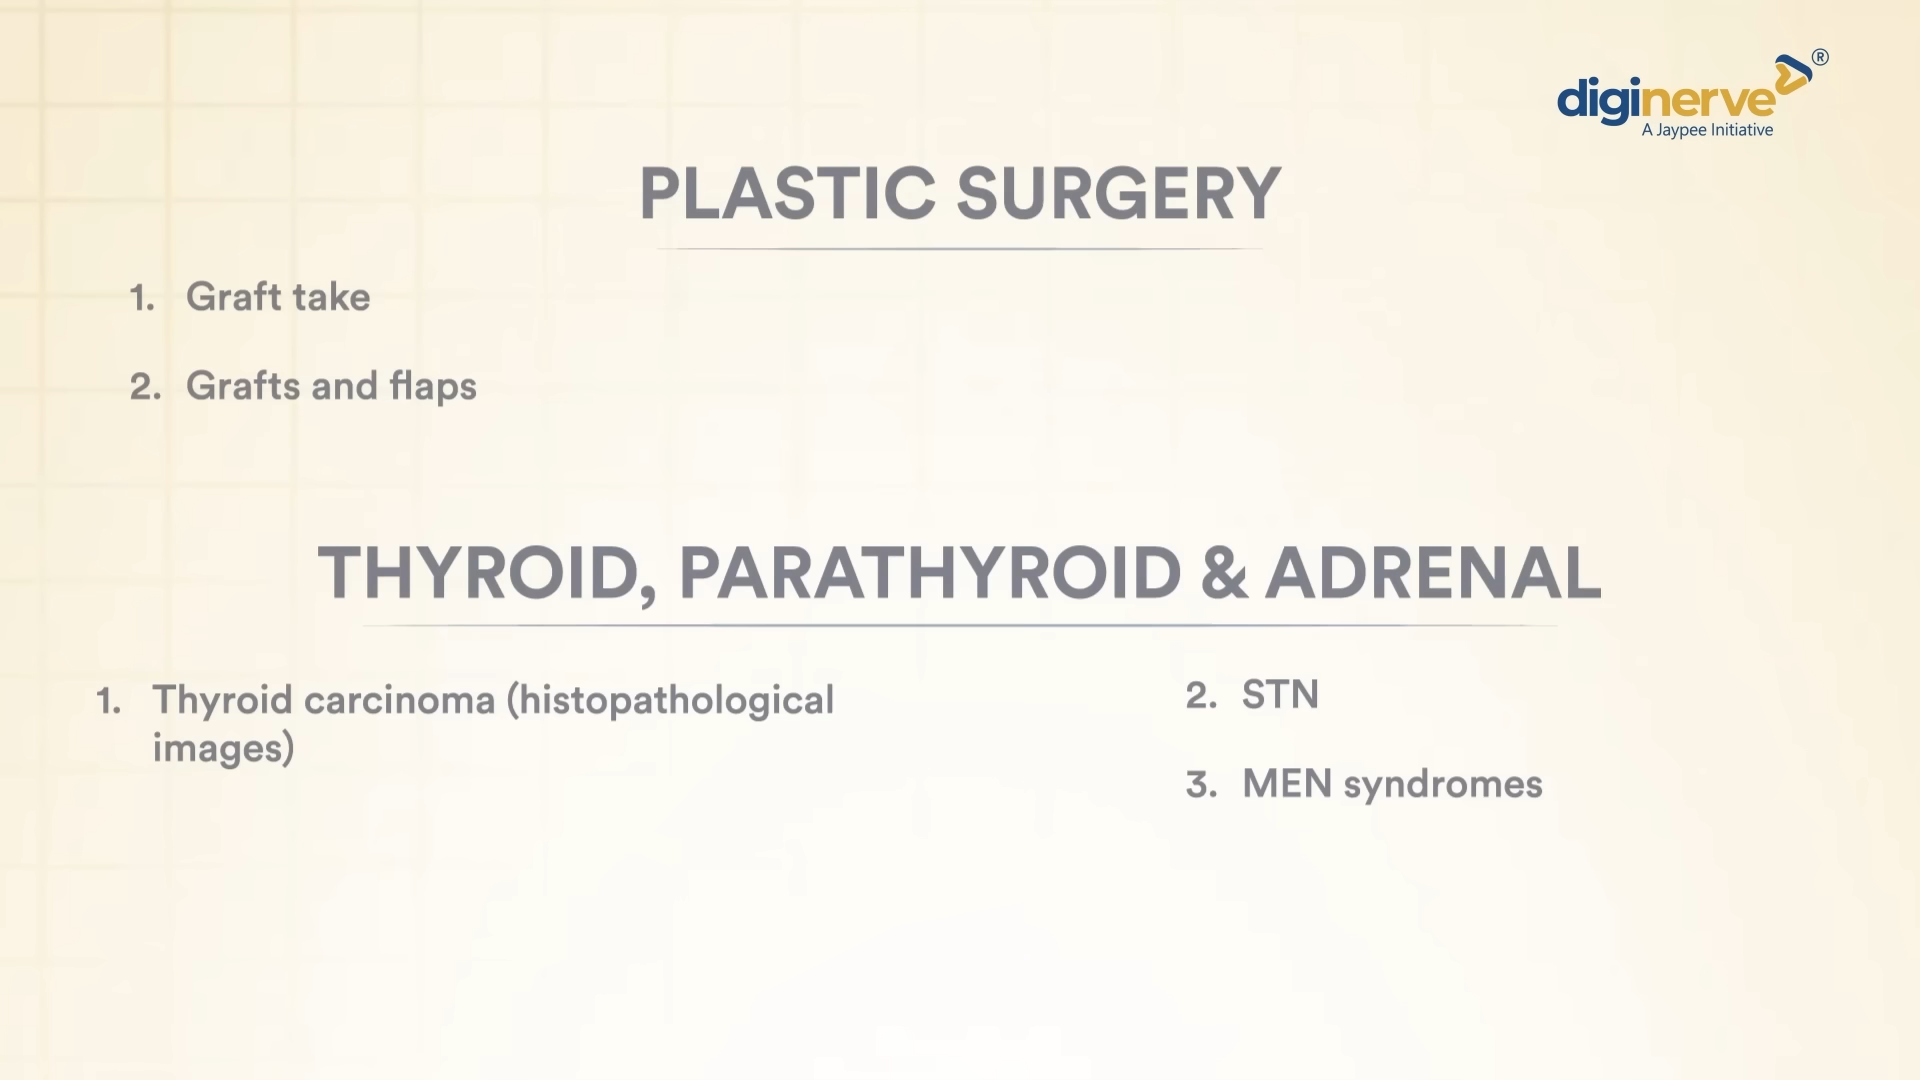 diginerve®
A Jaypee Initiative
PLASTIC SURGERY
1. Graft take
2. Grafts and flaps
THYROID, PARATHYROID & ADRENAL
1. Thyroid carcinoma (histopathological
images)
2. STN
3. MEN syndromes